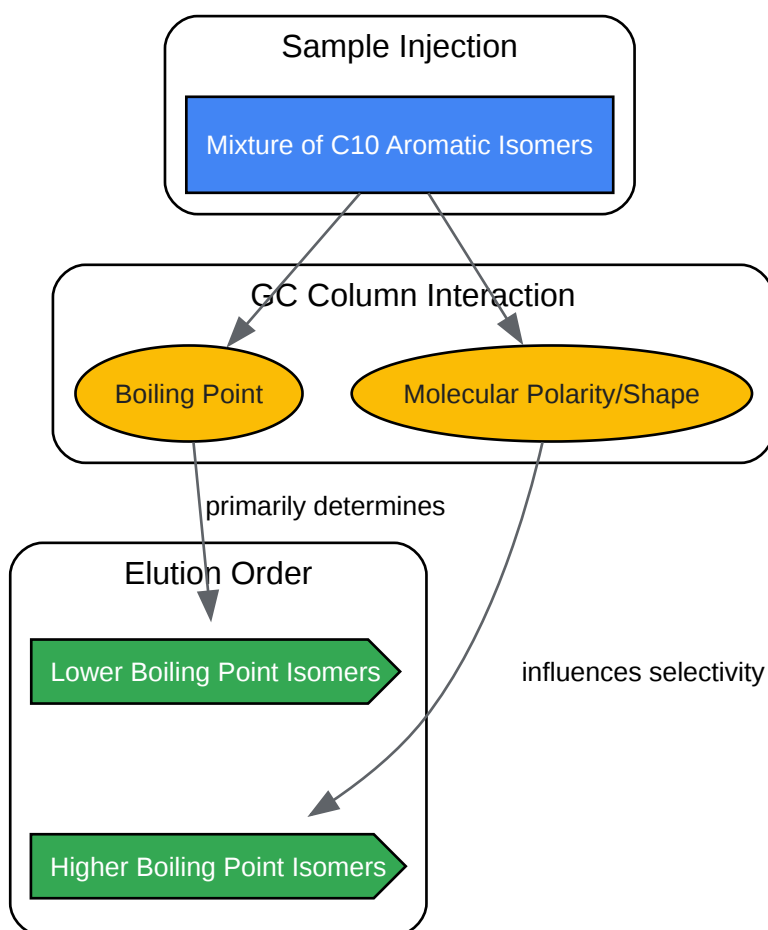 Sample Injection
Mixture of C10 Aromatic Isomers
GC Column Interaction
Boiling Point
Molecular Polarity/Shape
primarily determines
Elution Order
Lower Boiling Point Isomers
influences selectivity
Higher Boiling Point Isomers